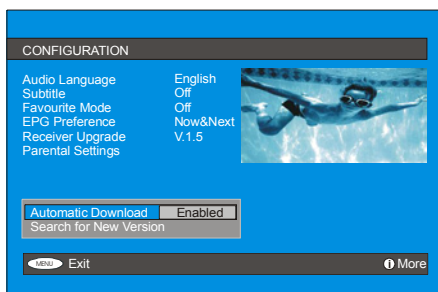 CONFIGURATION
Audio Language English
Subtitle Off
Favourite Mode Off
EPG Preference Now&Next
Receiver Upgrade V.1.5
Parental Settings
Automatic Download Enabled
Search for New Version
MENU Exit i More